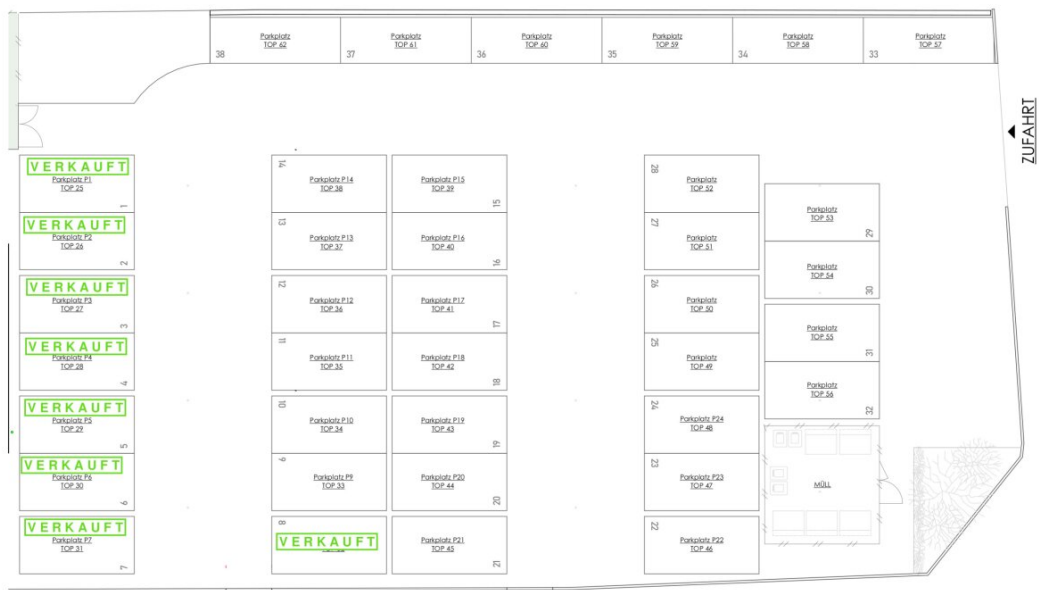 Parkplatz
TOP 62
38
Parkplatz
TOP 61
37
Parkplatz
TOP 60
36
Parkplatz
TOP 59
35
Parkplatz
TOP 58
34
Parkplatz
TOP 57
33
ZUFAHRT
VERKAUFT
Parkplatz P1
TOP 25
1
VERKAUFT
Parkplatz P2
TOP 26
2
VERKAUFT
Parkplatz P3
TOP 27
3
VERKAUFT
Parkplatz P4
TOP 28
4
VERKAUFT
Parkplatz P5
TOP 29
5
VERKAUFT
Parkplatz P6
TOP 30
6
VERKAUFT
Parkplatz P7
TOP 31
7
14
Parkplatz P14
TOP 38
13
Parkplatz P13
TOP 37
12
Parkplatz P12
TOP 36
11
Parkplatz P11
TOP 35
10
Parkplatz P10
TOP 34
9
Parkplatz P9
TOP 33
8
VERKAUFT
Parkplatz P15
TOP 39
15
Parkplatz P16
TOP 40
16
Parkplatz P17
TOP 41
17
Parkplatz P18
TOP 42
18
Parkplatz P19
TOP 43
19
Parkplatz P20
TOP 44
20
Parkplatz P21
TOP 45
21
28
Parkplatz
TOP 52
27
Parkplatz
TOP 51
26
Parkplatz
TOP 50
25
Parkplatz
TOP 49
24
Parkplatz P24
TOP 48
23
Parkplatz P23
TOP 47
22
Parkplatz P22
TOP 46
Parkplatz
TOP 53
29
Parkplatz
TOP 54
30
Parkplatz
TOP 55
31
Parkplatz
TOP 56
32
MÜLL